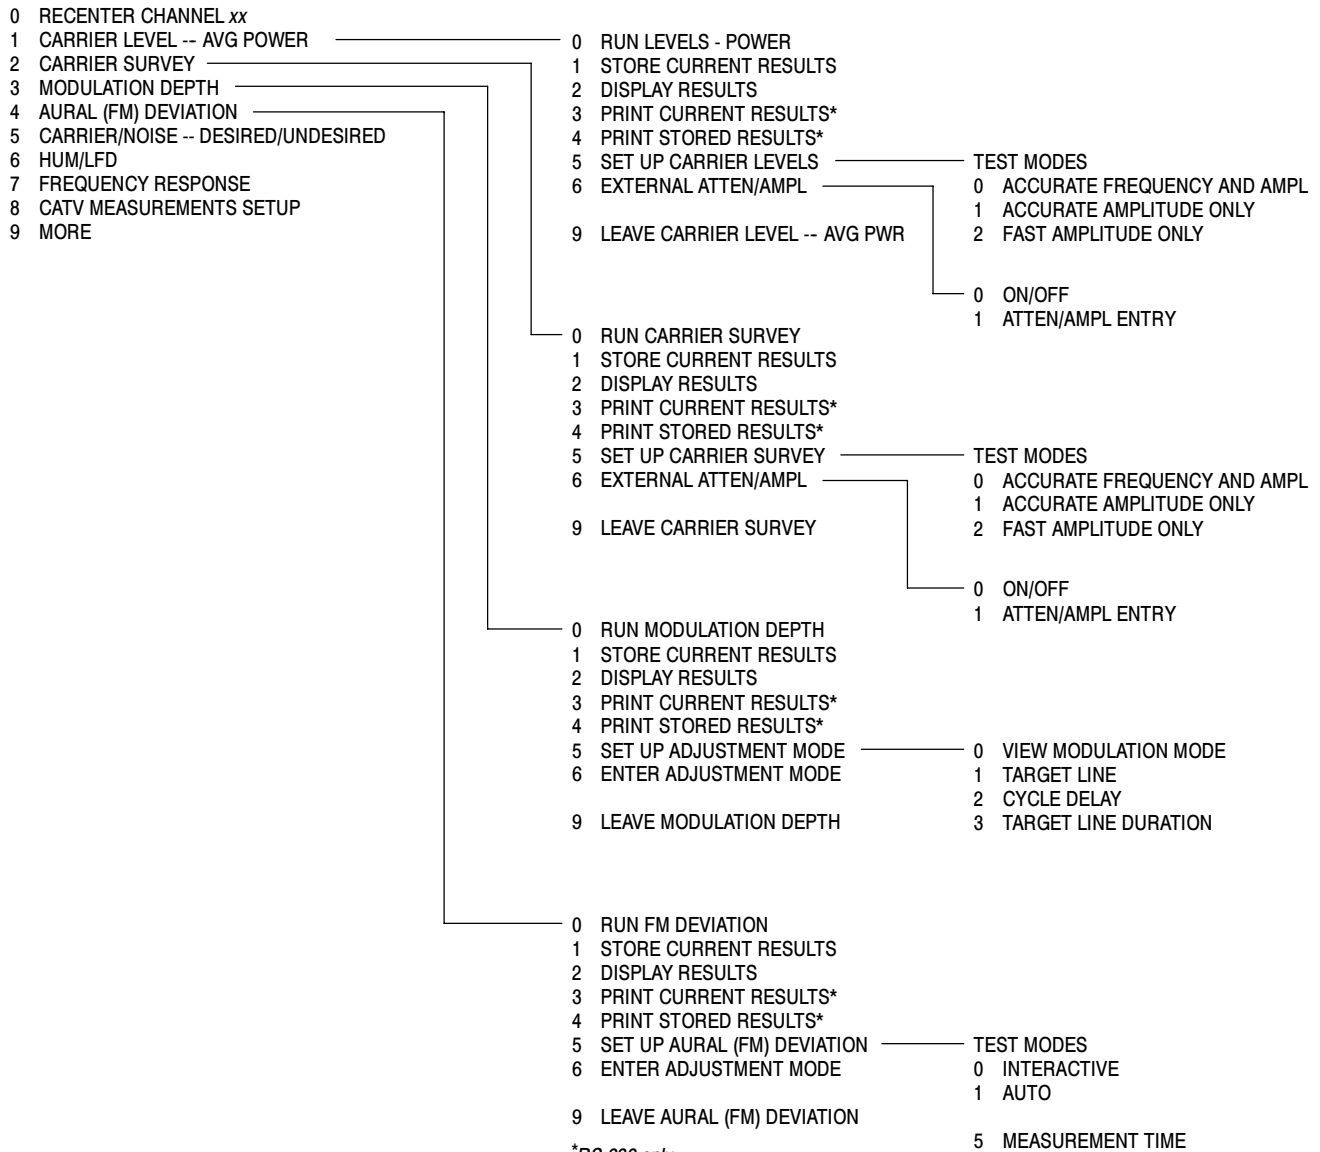 0 RECENTER CHANNEL xx
1 CARRIER LEVEL -- AVG POWER
2 CARRIER SURVEY
3 MODULATION DEPTH
4 AURAL (FM) DEVIATION
5 CARRIER/NOISE -- DESIRED/UNDESIRED
6 HUM/LFD
7 FREQUENCY RESPONSE
8 CATV MEASUREMENTS SETUP
9 MORE
0 RUN LEVELS - POWER
1 STORE CURRENT RESULTS
2 DISPLAY RESULTS
3 PRINT CURRENT RESULTS*
4 PRINT STORED RESULTS*
5 SET UP CARRIER LEVELS
6 EXTERNAL ATTEN/AMPL
9 LEAVE CARRIER LEVEL -- AVG PWR
TEST MODES
0 ACCURATE FREQUENCY AND AMPL
1 ACCURATE AMPLITUDE ONLY
2 FAST AMPLITUDE ONLY
0 ON/OFF
1 ATTEN/AMPL ENTRY
0 RUN CARRIER SURVEY
1 STORE CURRENT RESULTS
2 DISPLAY RESULTS
3 PRINT CURRENT RESULTS*
4 PRINT STORED RESULTS*
5 SET UP CARRIER SURVEY
6 EXTERNAL ATTEN/AMPL
9 LEAVE CARRIER SURVEY
TEST MODES
0 ACCURATE FREQUENCY AND AMPL
1 ACCURATE AMPLITUDE ONLY
2 FAST AMPLITUDE ONLY
0 ON/OFF
1 ATTEN/AMPL ENTRY
0 RUN MODULATION DEPTH
1 STORE CURRENT RESULTS
2 DISPLAY RESULTS
3 PRINT CURRENT RESULTS*
4 PRINT STORED RESULTS*
5 SET UP ADJUSTMENT MODE
6 ENTER ADJUSTMENT MODE
9 LEAVE MODULATION DEPTH
0 VIEW MODULATION MODE
1 TARGET LINE
2 CYCLE DELAY
3 TARGET LINE DURATION
0 RUN FM DEVIATION
1 STORE CURRENT RESULTS
2 DISPLAY RESULTS
3 PRINT CURRENT RESULTS*
4 PRINT STORED RESULTS*
5 SET UP AURAL (FM) DEVIATION
6 ENTER ADJUSTMENT MODE
9 LEAVE AURAL (FM) DEVIATION
TEST MODES
0 INTERACTIVE
1 AUTO
5 MEASUREMENT TIME